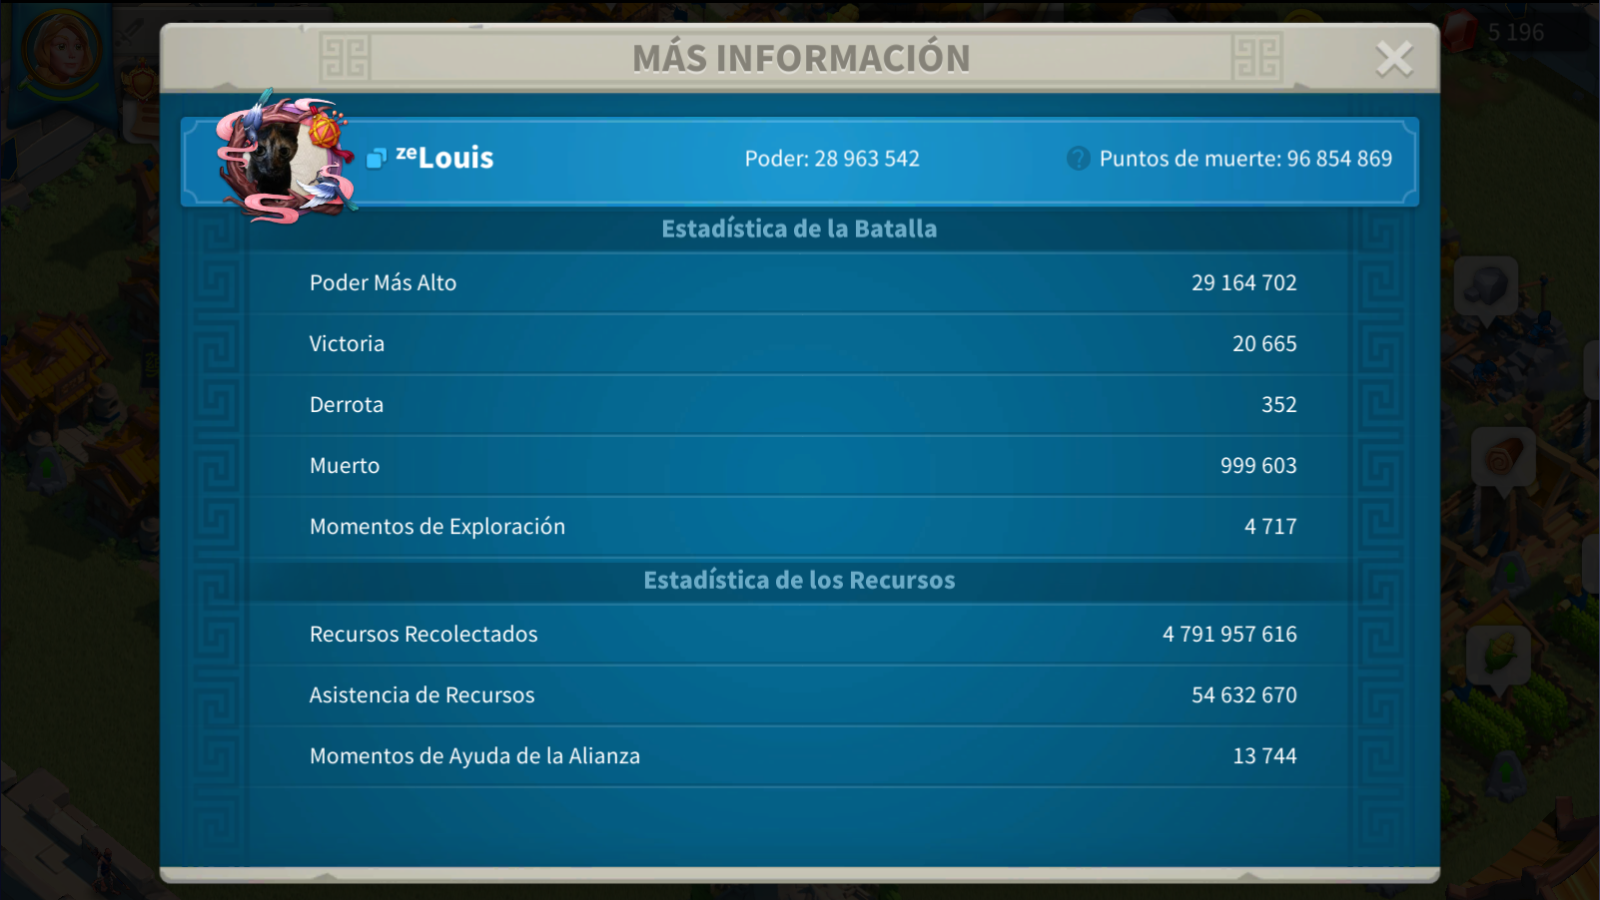 5 196
MÁS INFORMACIÓN
zeLouis
Poder: 28 963 542
? Puntos de muerte: 96 854 869
Estadística de la Batalla
Poder Más Alto 29 164 702
Victoria 20 665
Derrota 352
Muerto 999 603
Momentos de Exploración 4 717
Estadística de los Recursos
Recursos Recolectados 4 791 957 616
Asistencia de Recursos 54 632 670
Momentos de Ayuda de la Alianza 13 744